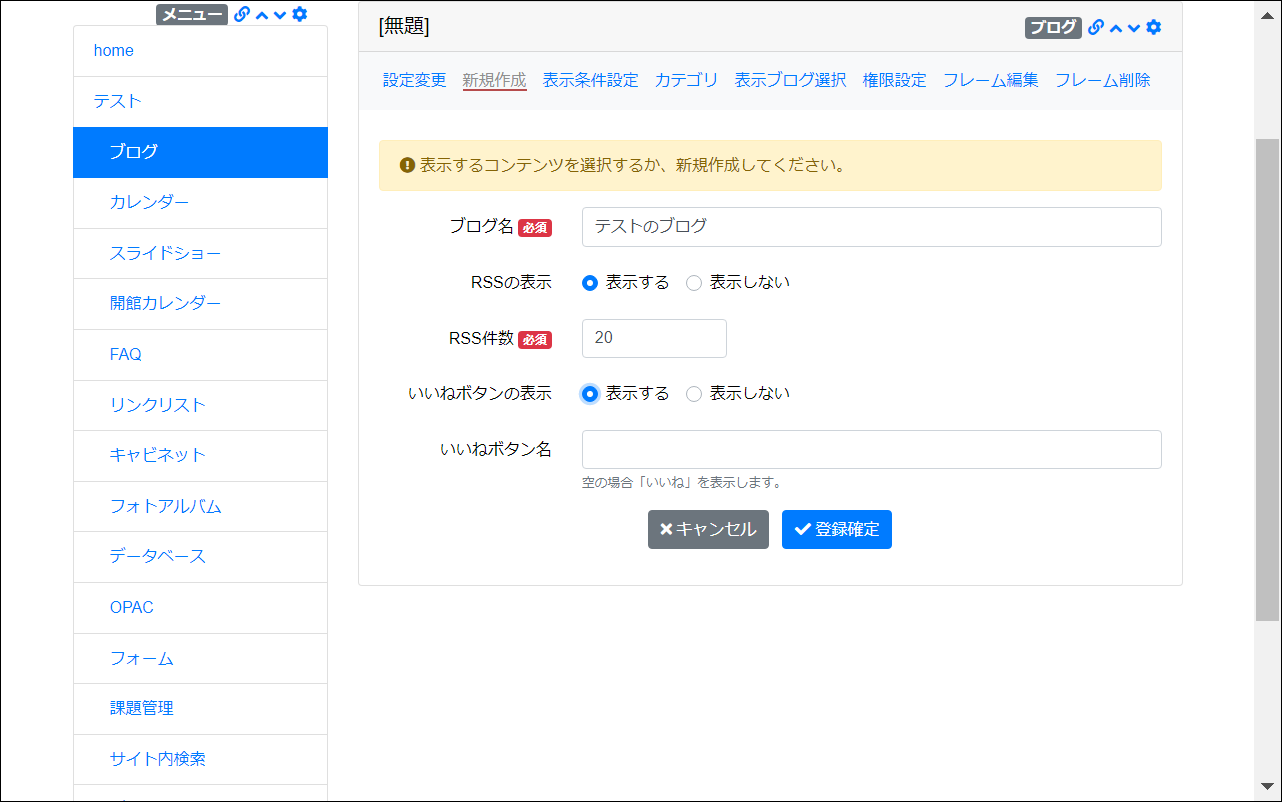 メニュー
home
テスト
ブログ
カレンダー
スライドショー
開館カレンダー
FAQ
リンクリスト
キャビネット
フォトアルバム
データベース
OPAC
フォーム
課題管理
サイト内検索
[無題]
ブログ
設定変更 新規作成 表示条件設定 カテゴリ 表示ブログ選択 権限設定 フレーム編集 フレーム削除
表示するコンテンツを選択するか、新規作成してください。
ブログ名 必須 テストのブログ
RSSの表示 表示する 表示しない
RSS件数 必須 20
いいねボタンの表示 表示する 表示しない
いいねボタン名
空の場合「いいね」を表示します。
キャンセル 登録確定